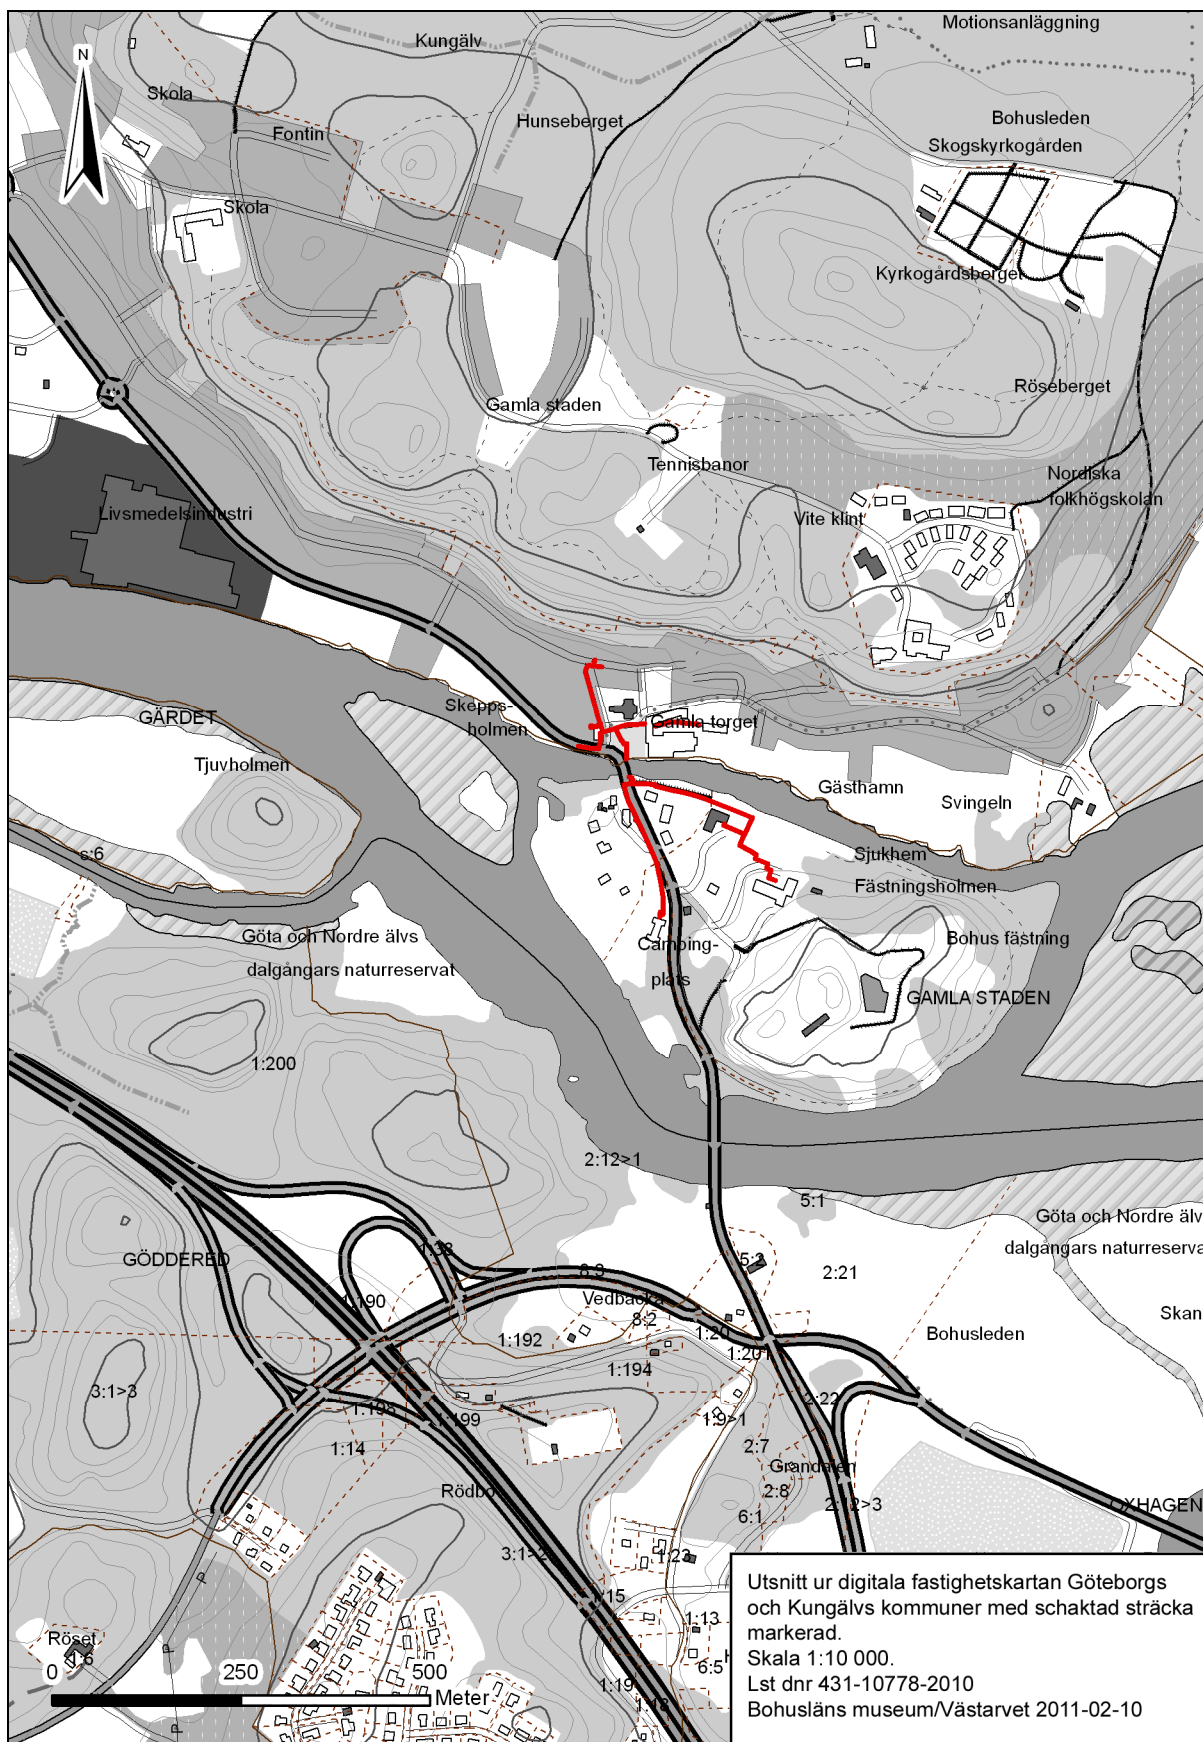 Motionsanläggning
Kungälv
N
Skola
Fontin
Hunseberget
Bohusleden
Skogskyrkogården
Skola
Kyrkogårdsberget
Röseberget
Gamla staden
Tennisbanor
Nordiska
folkhögskolan
Livsmedelsindustri
Vite klint
Skepps-
holmen
GÄRDET
Gamla torget
Tjuvholmen
Gästhamn
Svingeln
s:6
Sjukhem
Fästningsholmen
Göta och Nordre älvs
dalgångars naturreservat
Camping-
plats
Bohus fästning
GAMLA STADEN
1:200
2:12>1
5:1
Göta och Nordre älv
dalgångars naturreserva
GÖDDERED
1:38
5:2
8:3
2:21
1:190
Vedbacka
8:2
Skan
1:192
1:20
Bohusleden
1:201
1:194
3:1>3
2:22
1:198
1:199
1:9>1
1:14
2:7
Grandalen
Rödbo
2:8
2:12>3
6:1
OXHAGEN
3:1>2
1:23
P
1:15
1:13
Röset
1:6
P
6:5
1:19
1:18
P
0
250
500
Meter
Utsnitt ur digitala fastighetskartan Göteborgs
och Kungälvs kommuner med schaktad sträcka
markerad.
Skala 1:10 000.
Lst dnr 431-10778-2010
Bohusläns museum/Västarvet 2011-02-10